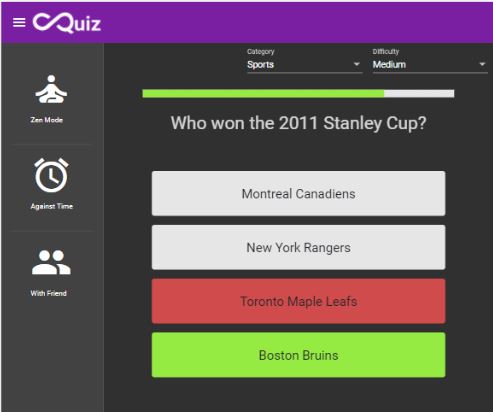 Quiz
Category
Sports
Difficulty
Medium
Zen Mode
Against Time
With Friend
Who won the 2011 Stanley Cup?
Montreal Canadiens
New York Rangers
Toronto Maple Leafs
Boston Bruins